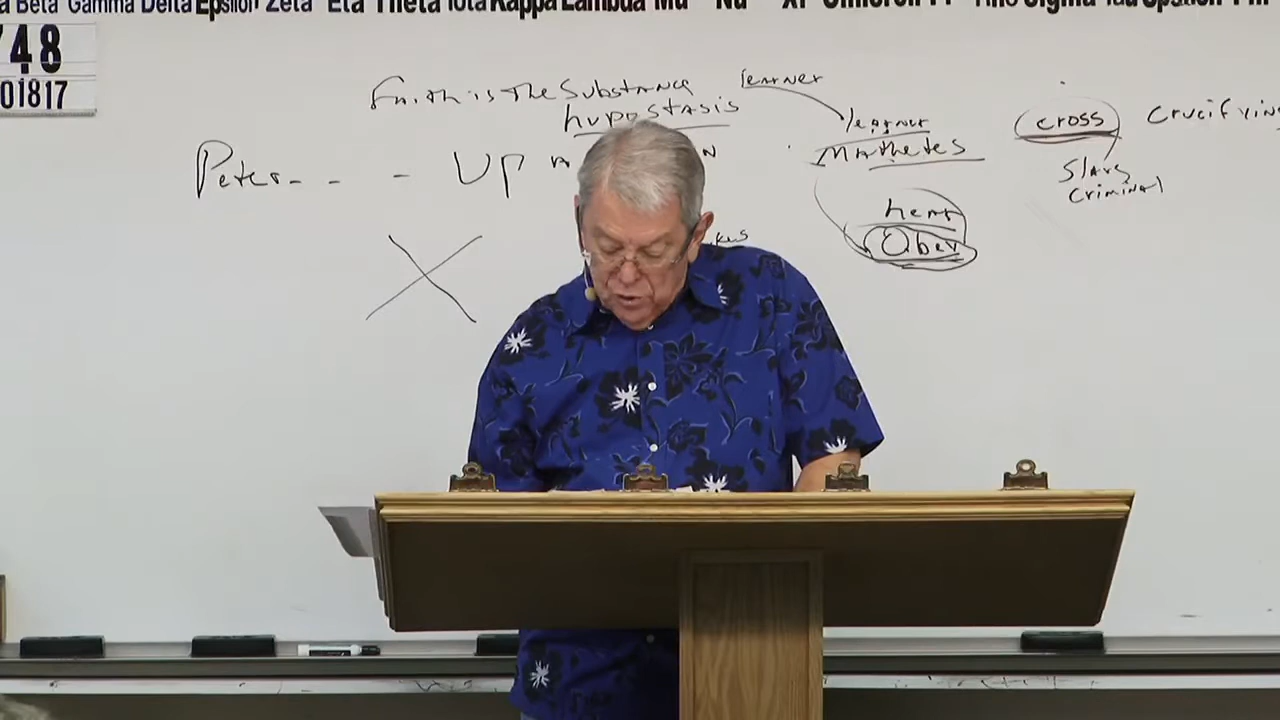 Beta Gamma Delta Epsilon Zeta Eta Theta Iota Kappa Lambda Mu Nu Xi Omicron Pi Rho Sigma Tau Upsilon Phi
748
01817
Faith is The Substance
hupostasis
learner
learner
Mathetes
cross
Crucifying
Slave
Criminal
Peter
UP
N
hear
Obey